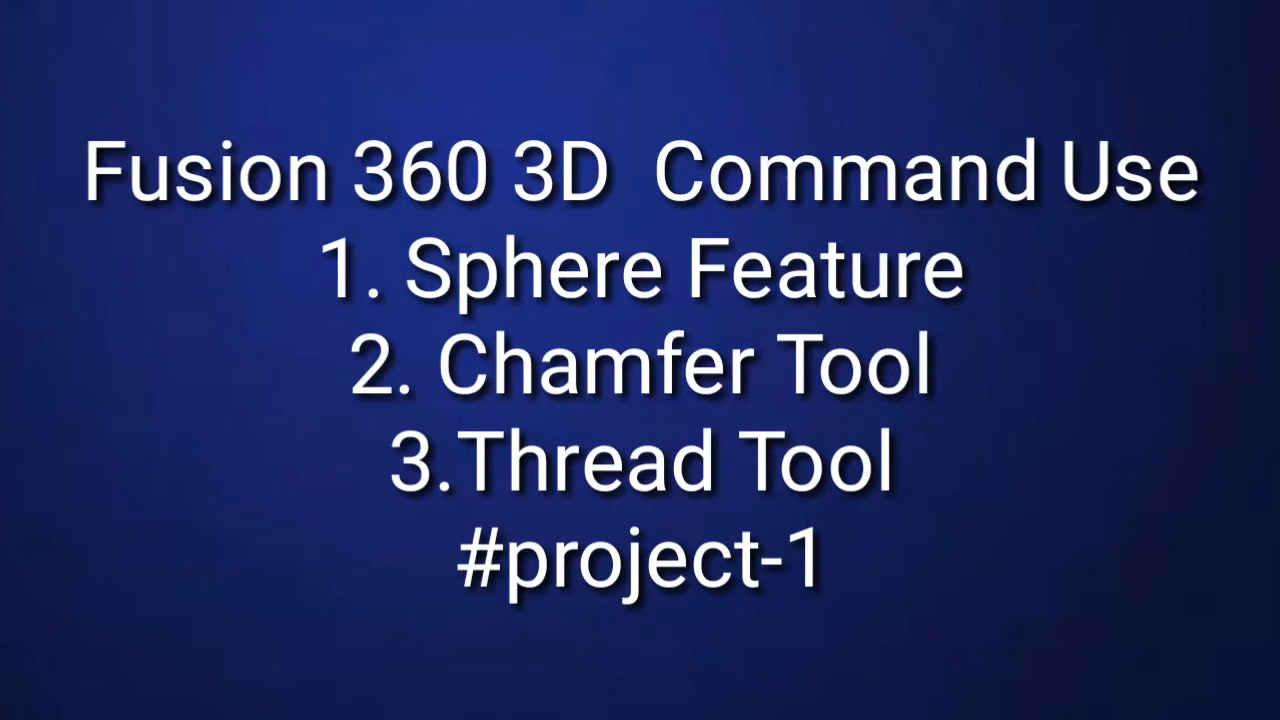 Fusion 360 3D  Command Use
1. Sphere Feature
2. Chamfer Tool
3.Thread Tool
#project-1